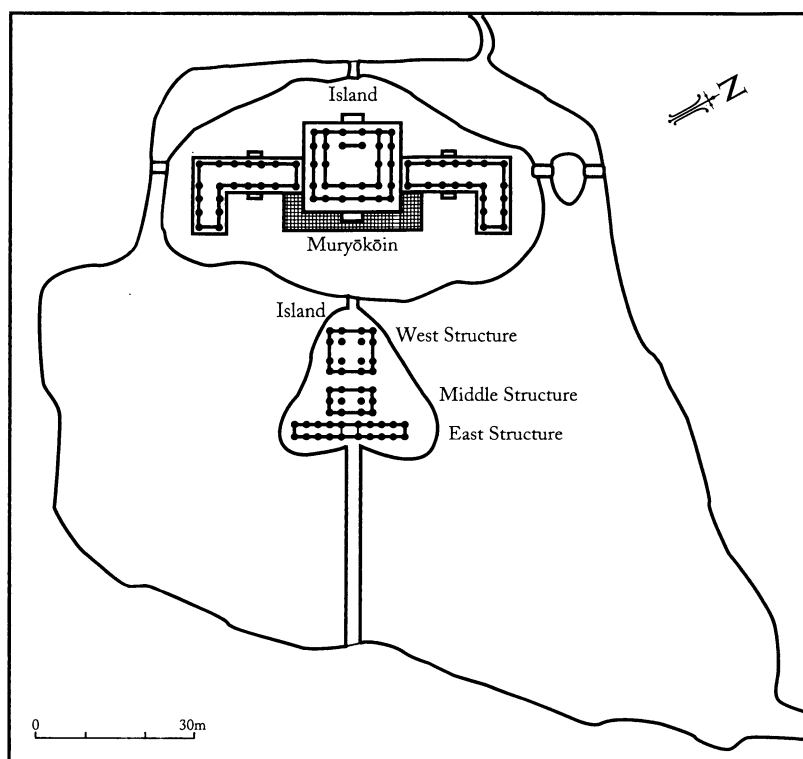 Island
N
Muryōkōin
Island
West Structure
Middle Structure
East Structure
0 30m